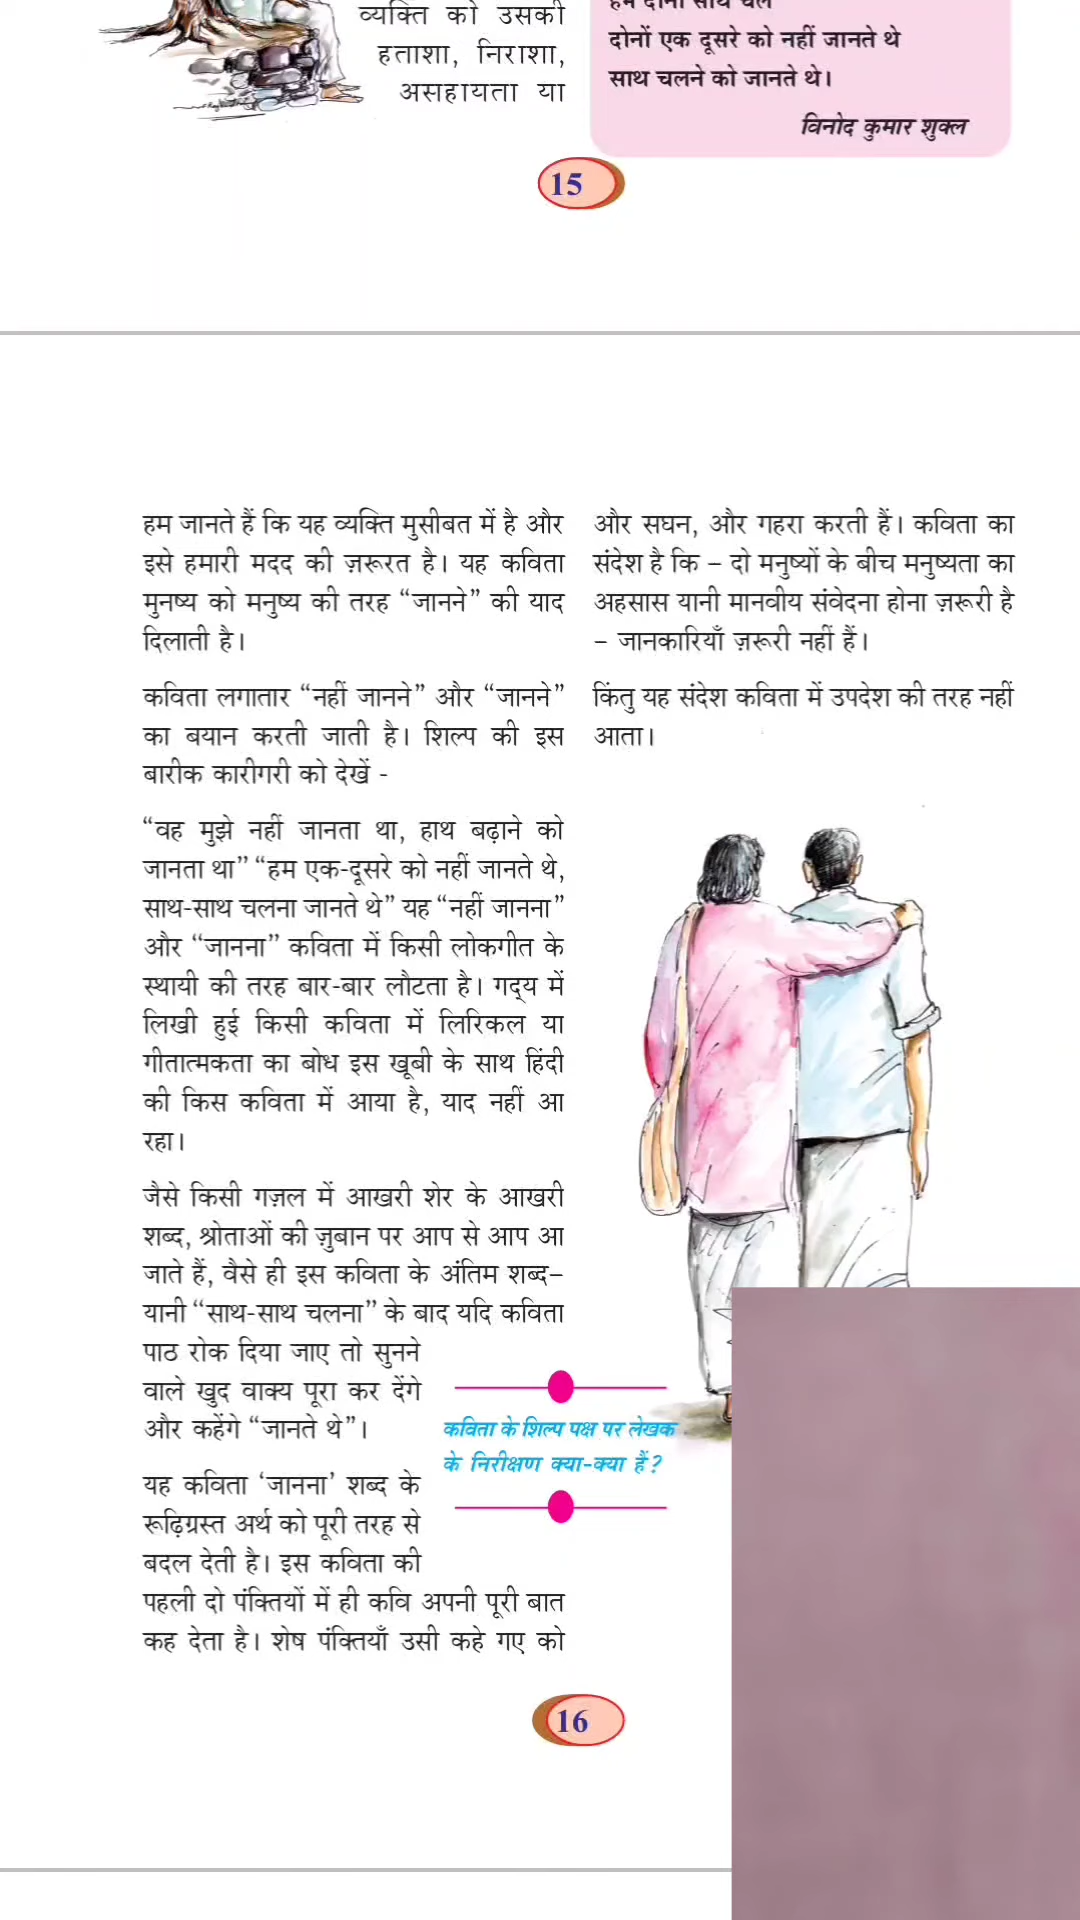 व्यक्ति को उसकी
हताशा, निराशा,
असहायता या
हम दोनों साथ चले
दोनों एक दूसरे को नहीं जानते थे
साथ चलने को जानते थे।
विनोद कुमार शुक्ल
15
हम जानते हैं कि यह व्यक्ति मुसीबत में है और
इसे हमारी मदद की ज़रूरत है। यह कविता
मुनष्य को मनुष्य की तरह “जानने” की याद
दिलाती है।
कविता लगातार “नहीं जानने” और “जानने”
का बयान करती जाती है। शिल्प की इस
बारीक कारीगरी को देखें -
“वह मुझे नहीं जानता था, हाथ बढ़ाने को
जानता था” “हम एक-दूसरे को नहीं जानते थे,
साथ-साथ चलना जानते थे” यह “नहीं जानना”
और “जानना” कविता में किसी लोकगीत के
स्थायी की तरह बार-बार लौटता है। गद्‌य में
लिखी हुई किसी कविता में लिरिकल या
गीतात्मकता का बोध इस खूबी के साथ हिंदी
की किस कविता में आया है, याद नहीं आ
रहा।
जैसे किसी गज़ल में आखरी शेर के आखरी
शब्द, श्रोताओं की ज़ुबान पर आप से आप आ
जाते हैं, वैसे ही इस कविता के अंतिम शब्द–
यानी “साथ-साथ चलना” के बाद यदि कविता
पाठ रोक दिया जाए तो सुनने
वाले खुद वाक्य पूरा कर देंगे
और कहेंगे “जानते थे”।
यह कविता ‘जानना’ शब्द के
रूढ़िग्रस्त अर्थ को पूरी तरह से
बदल देती है। इस कविता की
पहली दो पंक्तियों में ही कवि अपनी पूरी बात
कह देता है। शेष पंक्तियाँ उसी कहे गए को
कविता के शिल्प पक्ष पर लेखक
के निरीक्षण क्या-क्या हैं?
और सघन, और गहरा करती हैं। कविता का
संदेश है कि – दो मनुष्यों के बीच मनुष्यता का
अहसास यानी मानवीय संवेदना होना ज़रूरी है
– जानकारियाँ ज़रूरी नहीं हैं।
किंतु यह संदेश कविता में उपदेश की तरह नहीं
आता।
16